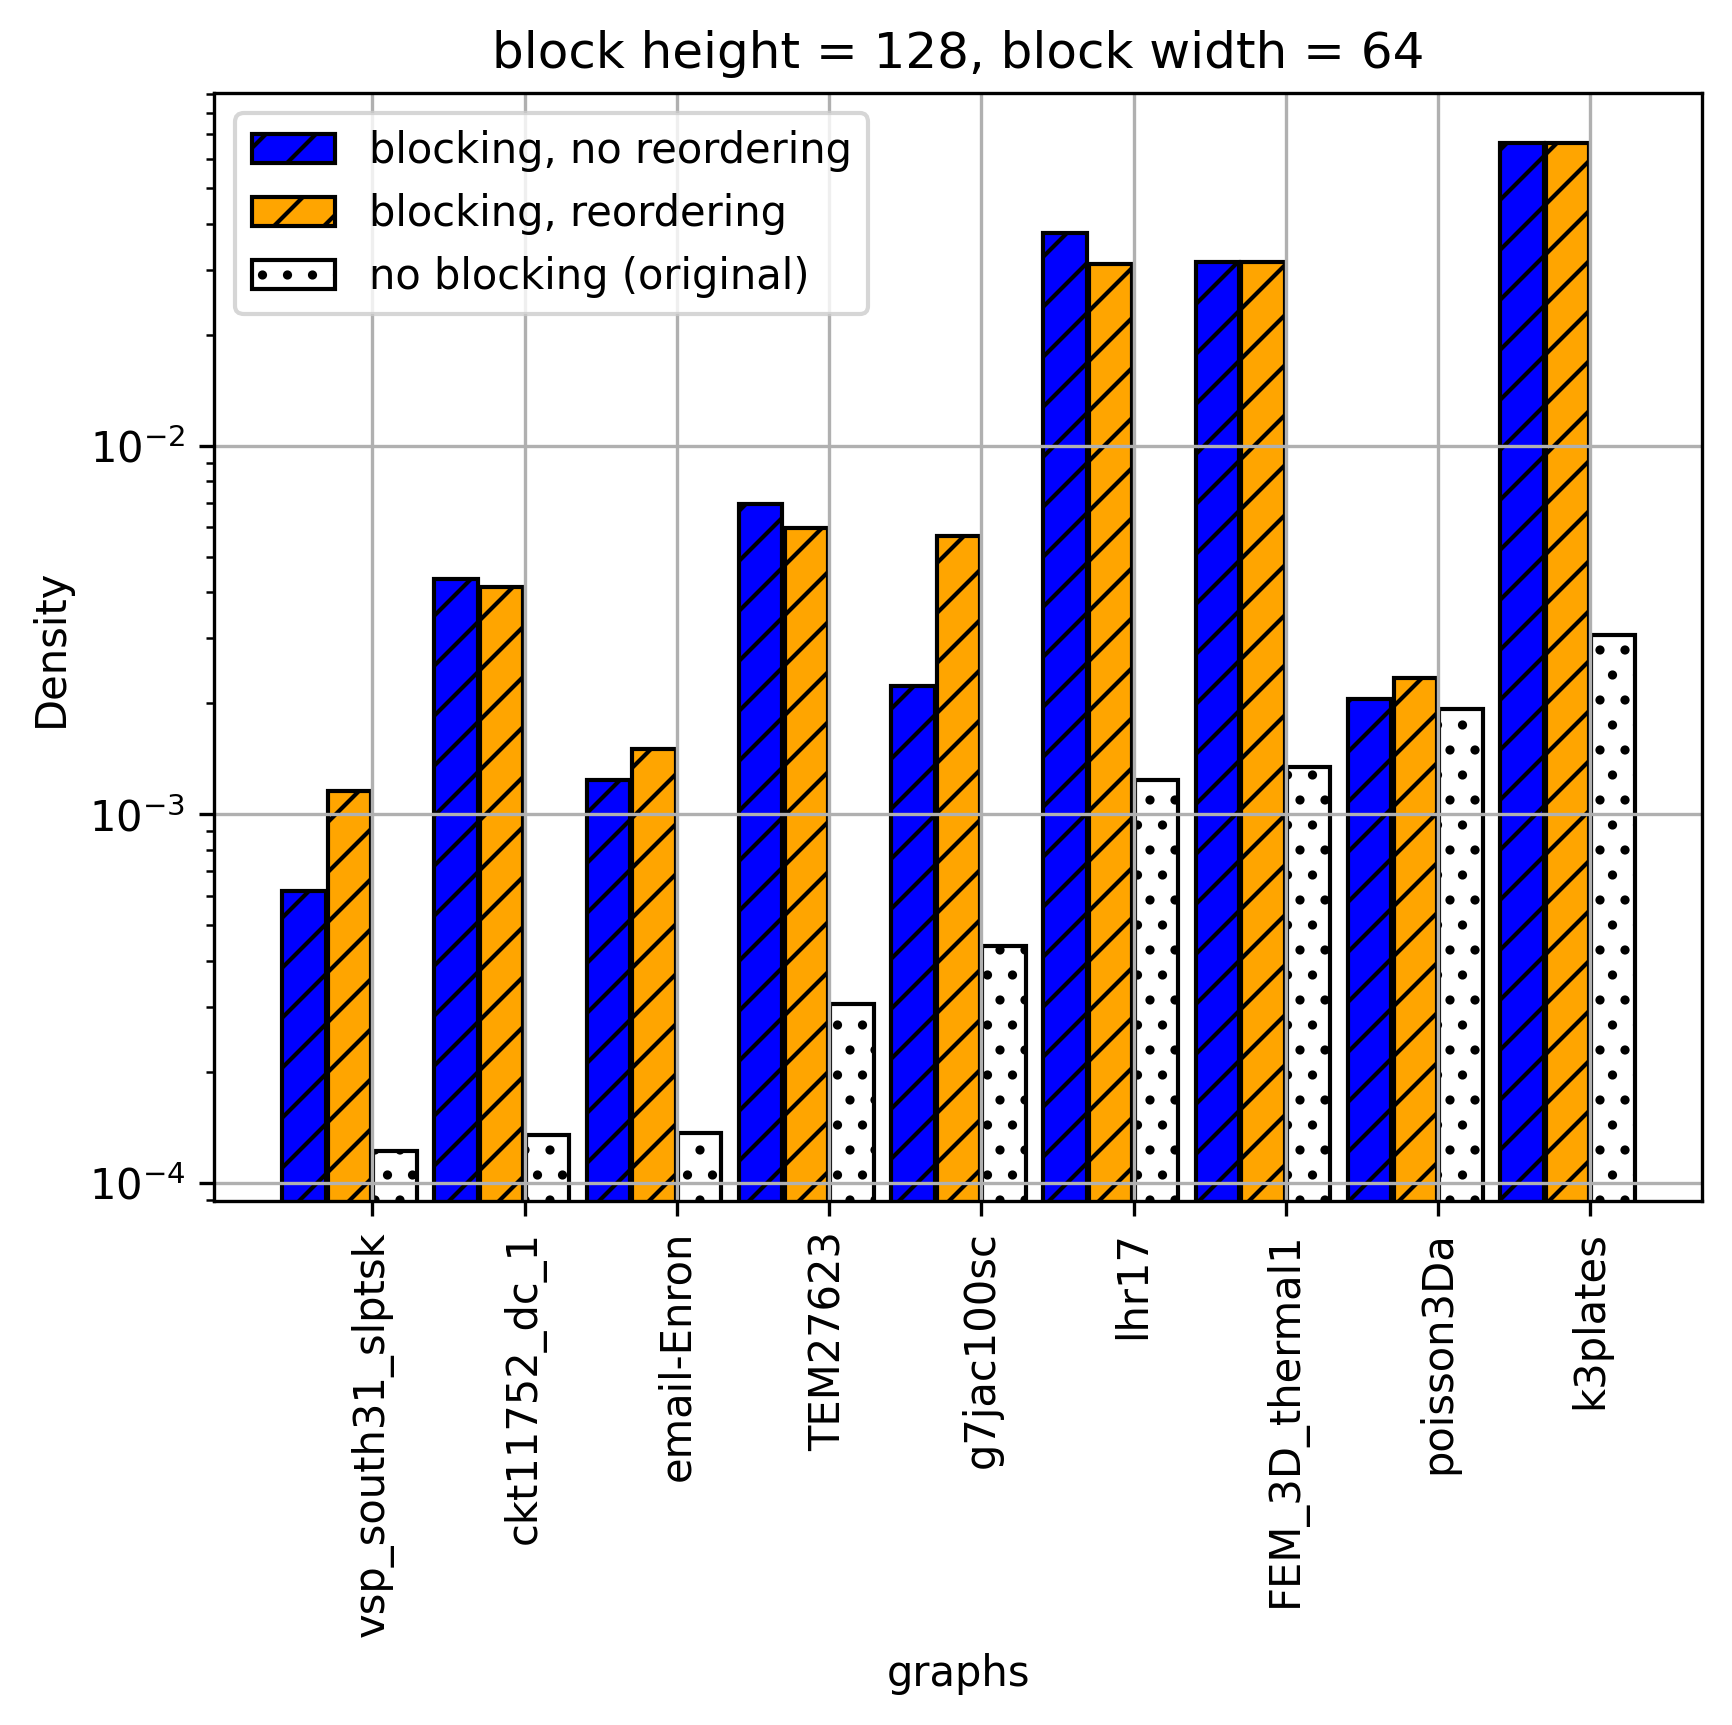 block height = 128, block width = 64
blocking, no reordering
blocking, reordering
no blocking (original)
Density
10⁻²
10⁻³
10⁻⁴
vsp_south31_slptsk
ckt11752_dc_1
email-Enron
TEM27623
g7jac100sc
lhr17
FEM_3D_thermal1
poisson3Da
k3plates
graphs